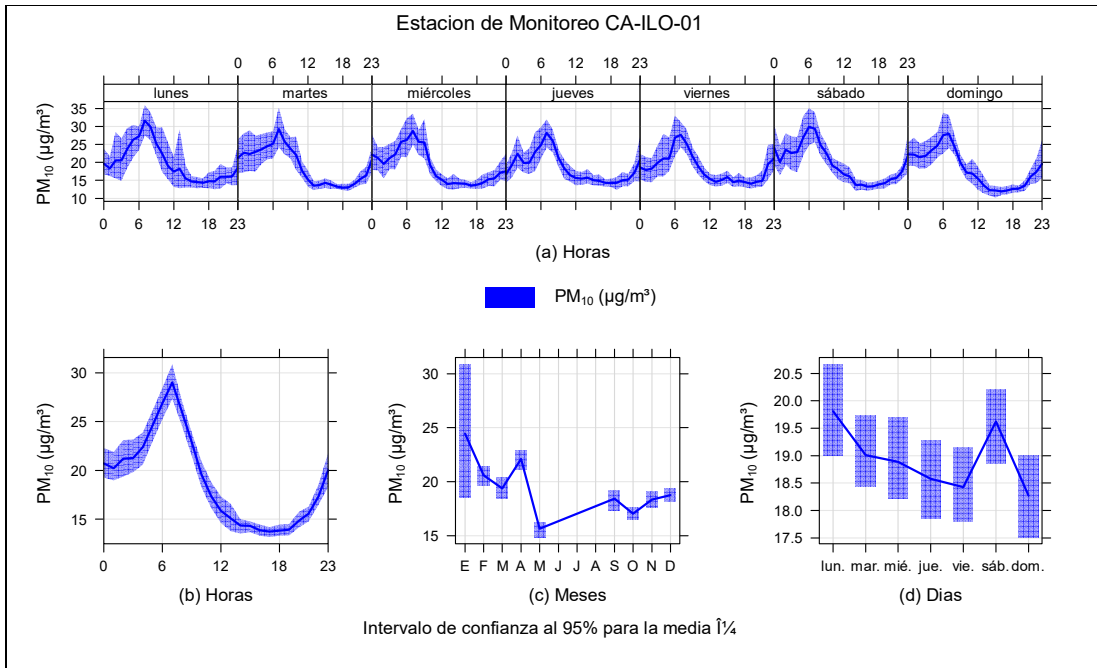 Estacion de Monitoreo CA-ILO-01
0 6 12 18 23 0 6 12 18 23 0 6 12 18 23
lunes martes miércoles jueves viernes sábado domingo
35
30
25
20
15
10
PM₁₀ (µg/m³)
0 6 12 18 23 0 6 12 18 23 0 6 12 18 23 0 6 12 18 23
(a) Horas
PM₁₀ (µg/m³)
30
25
20
15
PM₁₀ (µg/m³)
0 6 12 18 23
(b) Horas
30
25
20
15
PM₁₀ (µg/m³)
E F M A M J J A S O N D
(c) Meses
20.5
20.0
19.5
19.0
18.5
18.0
17.5
PM₁₀ (µg/m³)
lun. mar. mié. jue. vie. sáb. dom.
(d) Dias
Intervalo de confianza al 95% para la media Î¼